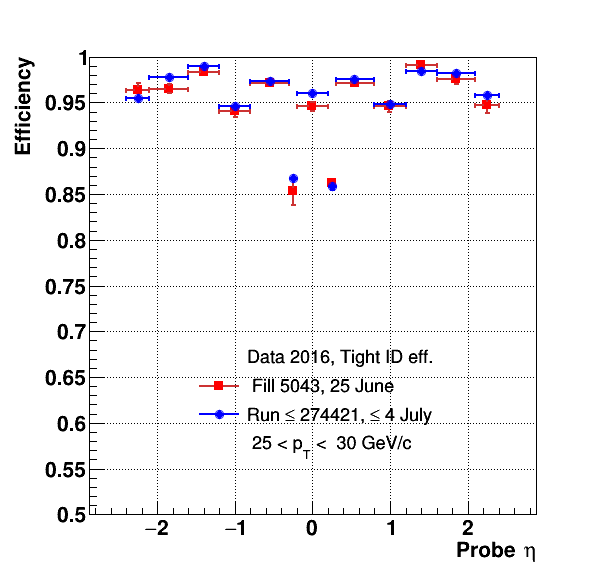 Efficiency
1
0.95
0.9
0.85
0.8
0.75
0.7
0.65
0.6
0.55
0.5
Data 2016, Tight ID eff.
Fill 5043, 25 June
Run ≤ 274421, ≤ 4 July
25 < p_T < 30 GeV/c
−2 −1 0 1 2
Probe η